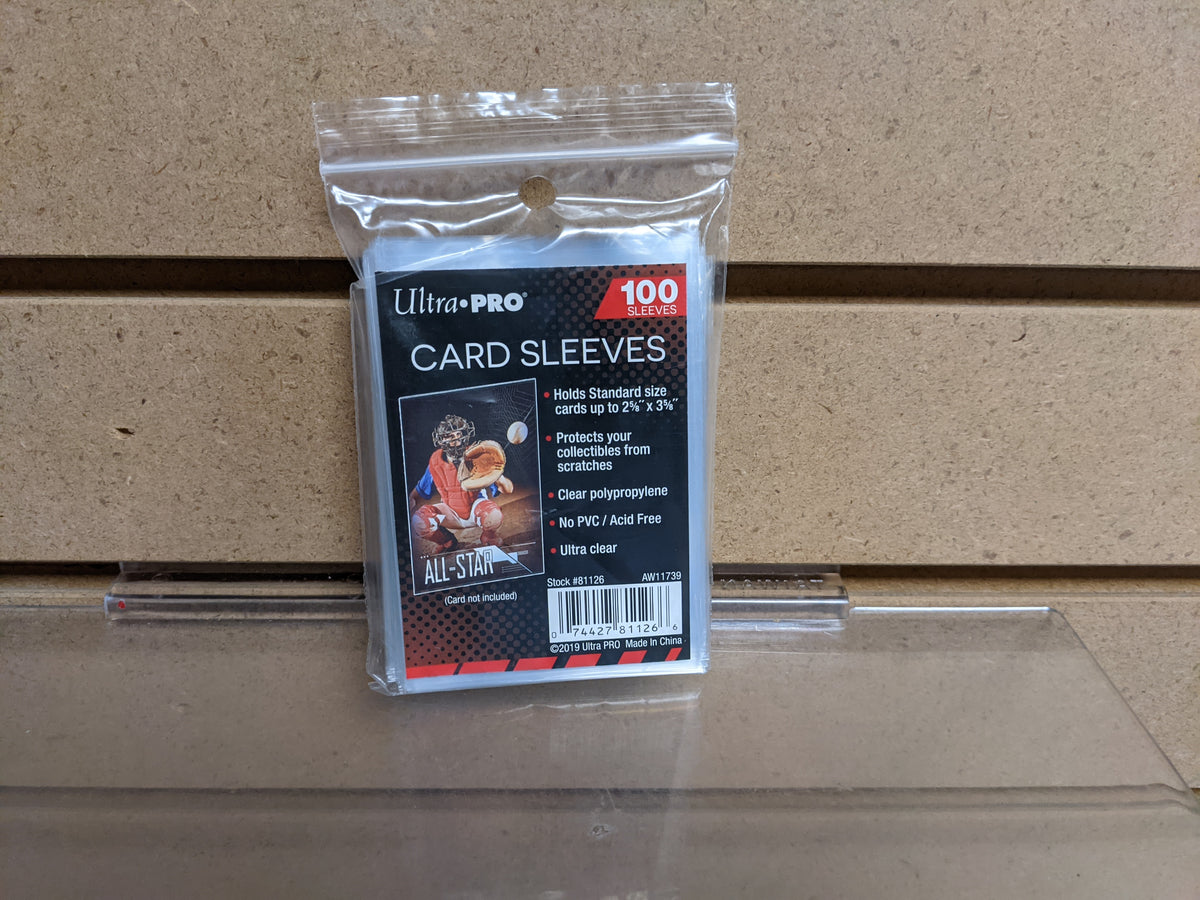 Ultra•PRO®
100
SLEEVES
CARD SLEEVES
• Holds Standard size
cards up to 2⅝˝ x 3⅝˝
• Protects your
collectibles from
scratches
• Clear polypropylene
• No PVC / Acid Free
• Ultra clear
ALL-STAR
(Card not included)
Stock #81126 AW11739
0 74427 81126 6
©2019 Ultra PRO Made In China